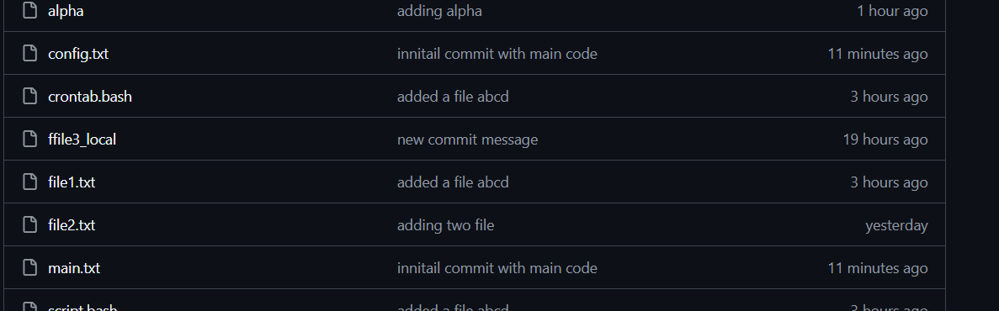 alpha adding alpha 1 hour ago
config.txt innitail commit with main code 11 minutes ago
crontab.bash added a file abcd 3 hours ago
ffile3_local new commit message 19 hours ago
file1.txt added a file abcd 3 hours ago
file2.txt adding two file yesterday
main.txt innitail commit with main code 11 minutes ago
script.bash added a file abcd 3 hours ago